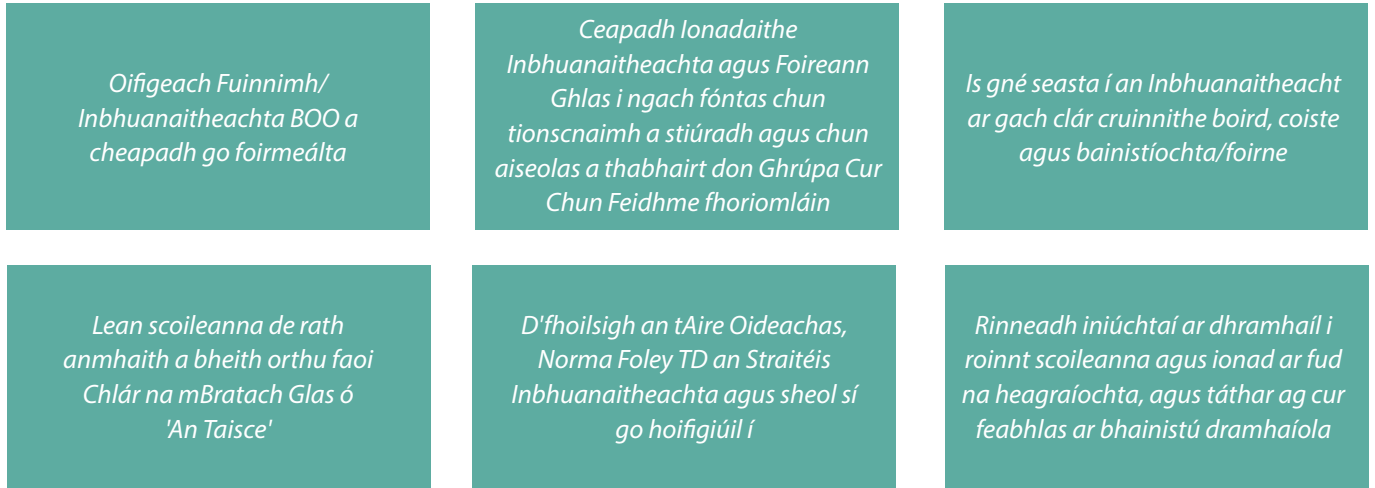 Oifigeach Fuinnimh/
Inbhuanaitheachta BOO a
cheapadh go foirmeálta
Ceapadh Ionadaithe
Inbhuanaitheachta agus Foireann
Ghlas i ngach fóntas chun
tionscnaimh a stiúradh agus chun
aiseolas a thabhairt don Ghrúpa Cur
Chun Feidhme fhoriomláin
Is gné seasta í an Inbhuanaitheacht
ar gach clár cruinnithe boird, coiste
agus bainistíochta/foirne
Lean scoileanna de rath
anmhaith a bheith orthu faoi
Chlár na mBratach Glas ó
'An Taisce'
D'fhoilsigh an tAire Oideachas,
Norma Foley TD an Straitéis
Inbhuanaitheachta agus sheol sí
go hoifigiúil í
Rinneadh iniúchtaí ar dhramhaíl i
roinnt scoileanna agus ionad ar fud
na heagraíochta, agus táthar ag cur
feabhlas ar bhainistú dramhaíola